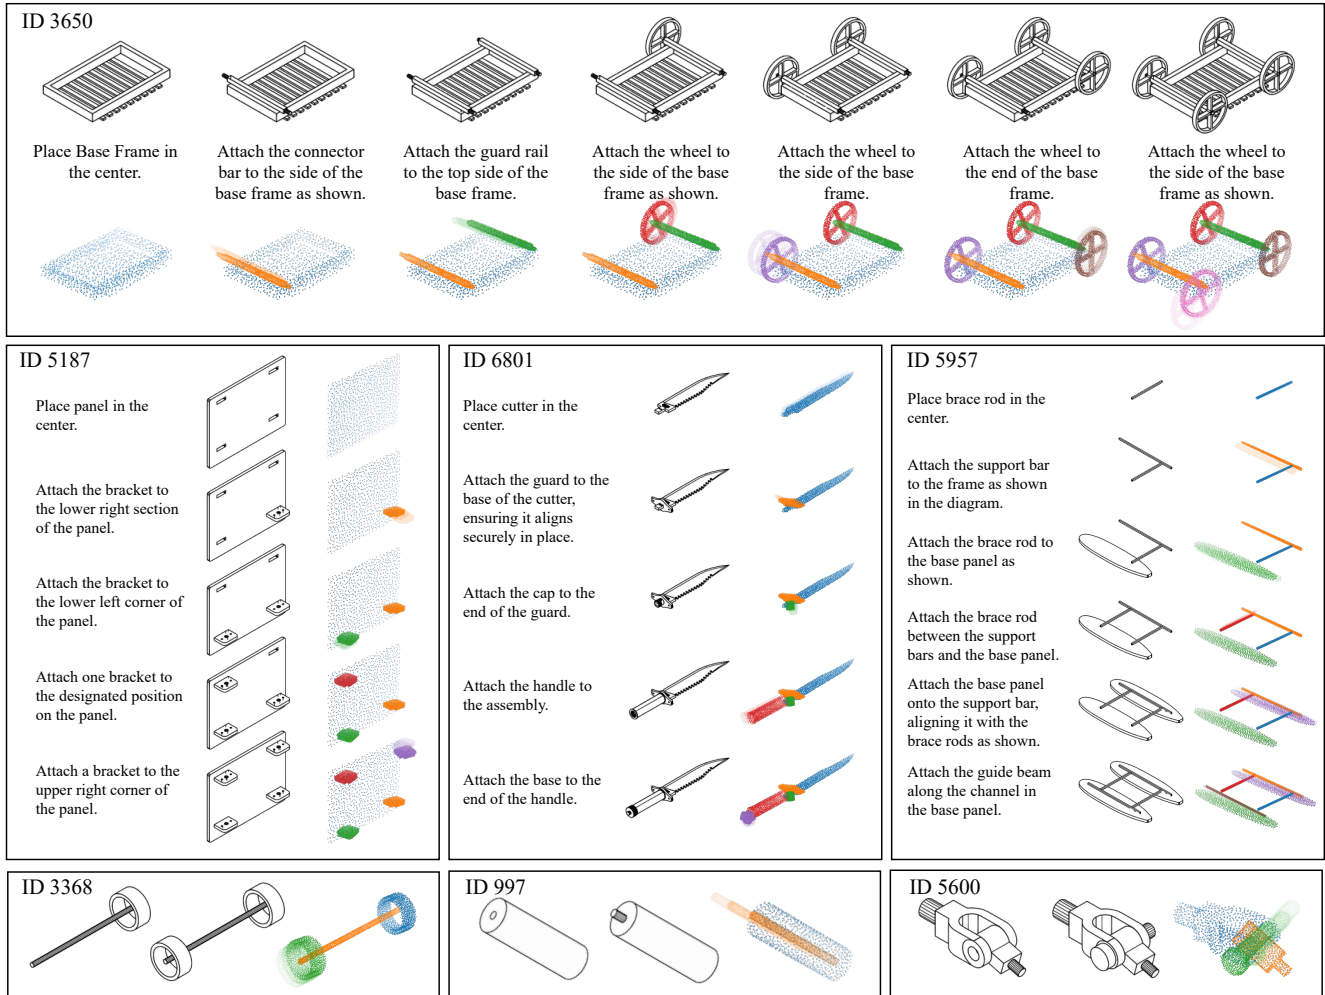 ID 3650
Place Base Frame in
the center.
Attach the connector
bar to the side of the
base frame as shown.
Attach the guard rail
to the top side of the
base frame.
Attach the wheel to
the side of the base
frame as shown.
Attach the wheel to
the side of the base
frame.
Attach the wheel to
the end of the base
frame.
Attach the wheel to
the side of the base
frame as shown.
ID 5187
Place panel in the
center.
Attach the bracket to
the lower right section
of the panel.
Attach the bracket to
the lower left corner of
the panel.
Attach one bracket to
the designated position
on the panel.
Attach a bracket to the
upper right corner of
the panel.
ID 6801
Place cutter in the
center.
Attach the guard to the
base of the cutter,
ensuring it aligns
securely in place.
Attach the cap to the
end of the guard.
Attach the handle to
the assembly.
Attach the base to the
end of the handle.
ID 5957
Place brace rod in the
center.
Attach the support bar
to the frame as shown
in the diagram.
Attach the brace rod to
the base panel as
shown.
Attach the brace rod
between the support
bars and the base panel.
Attach the base panel
onto the support bar,
aligning it with the
brace rods as shown.
Attach the guide beam
along the channel in
the base panel.
ID 3368
ID 997
ID 5600